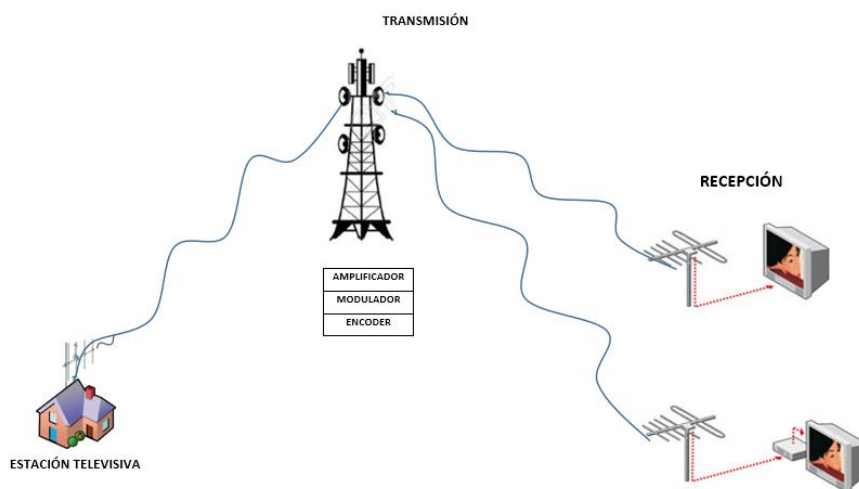 TRANSMISIÓN
RECEPCIÓN
AMPLIFICADOR
MODULADOR
ENCODER
ESTACIÓN TELEVISIVA